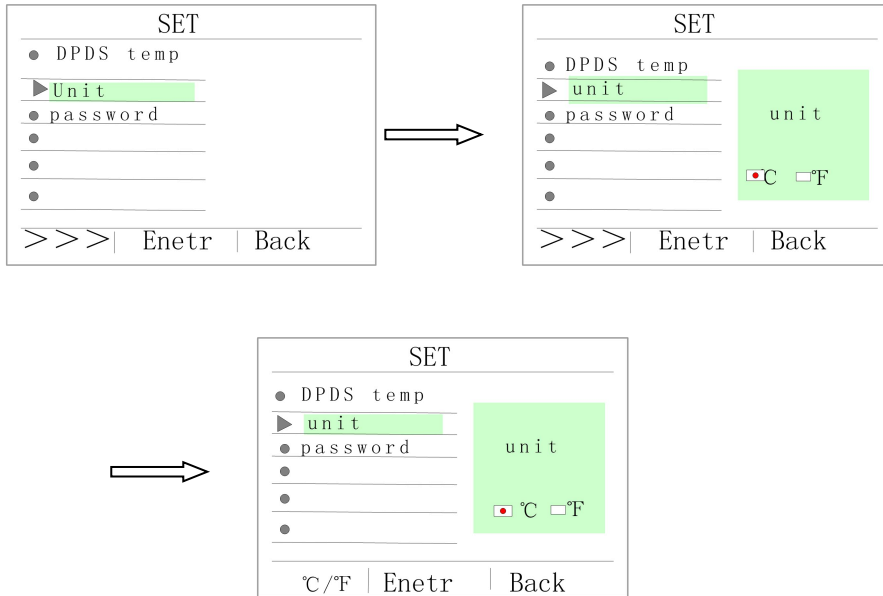 SET
DPDS temp
Unit
password
>>> Enetr Back
SET
DPDS temp
unit
password
unit
℃ ℉
>>> Enetr Back
SET
DPDS temp
unit
password
unit
℃ ℉
℃/℉ Enetr Back